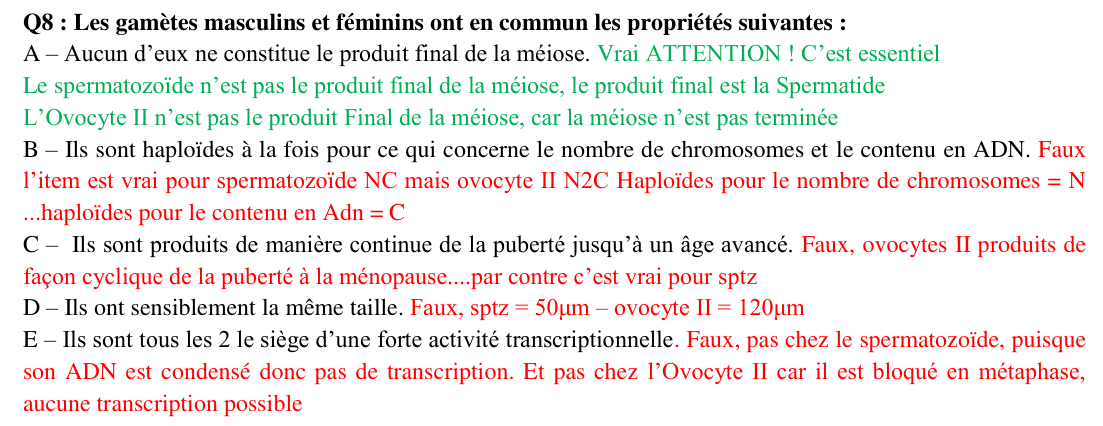 Q8 : Les gamètes masculins et féminins ont en commun les propriétés suivantes :
A – Aucun d’eux ne constitue le produit final de la méiose. Vrai ATTENTION ! C’est essentiel
Le spermatozoïde n’est pas le produit final de la méiose, le produit final est la Spermatide
L’Ovocyte II n’est pas le produit Final de la méiose, car la méiose n’est pas terminée
B – Ils sont haploïdes à la fois pour ce qui concerne le nombre de chromosomes et le contenu en ADN. Faux
l’item est vrai pour spermatozoïde NC mais ovocyte II N2C Haploïdes pour le nombre de chromosomes = N
...haploïdes pour le contenu en Adn = C
C – Ils sont produits de manière continue de la puberté jusqu’à un âge avancé. Faux, ovocytes II produits de
façon cyclique de la puberté à la ménopause....par contre c’est vrai pour sptz
D – Ils ont sensiblement la même taille. Faux, sptz = 50µm – ovocyte II = 120µm
E – Ils sont tous les 2 le siège d’une forte activité transcriptionnelle. Faux, pas chez le spermatozoïde, puisque
son ADN est condensé donc pas de transcription. Et pas chez l’Ovocyte II car il est bloqué en métaphase,
aucune transcription possible